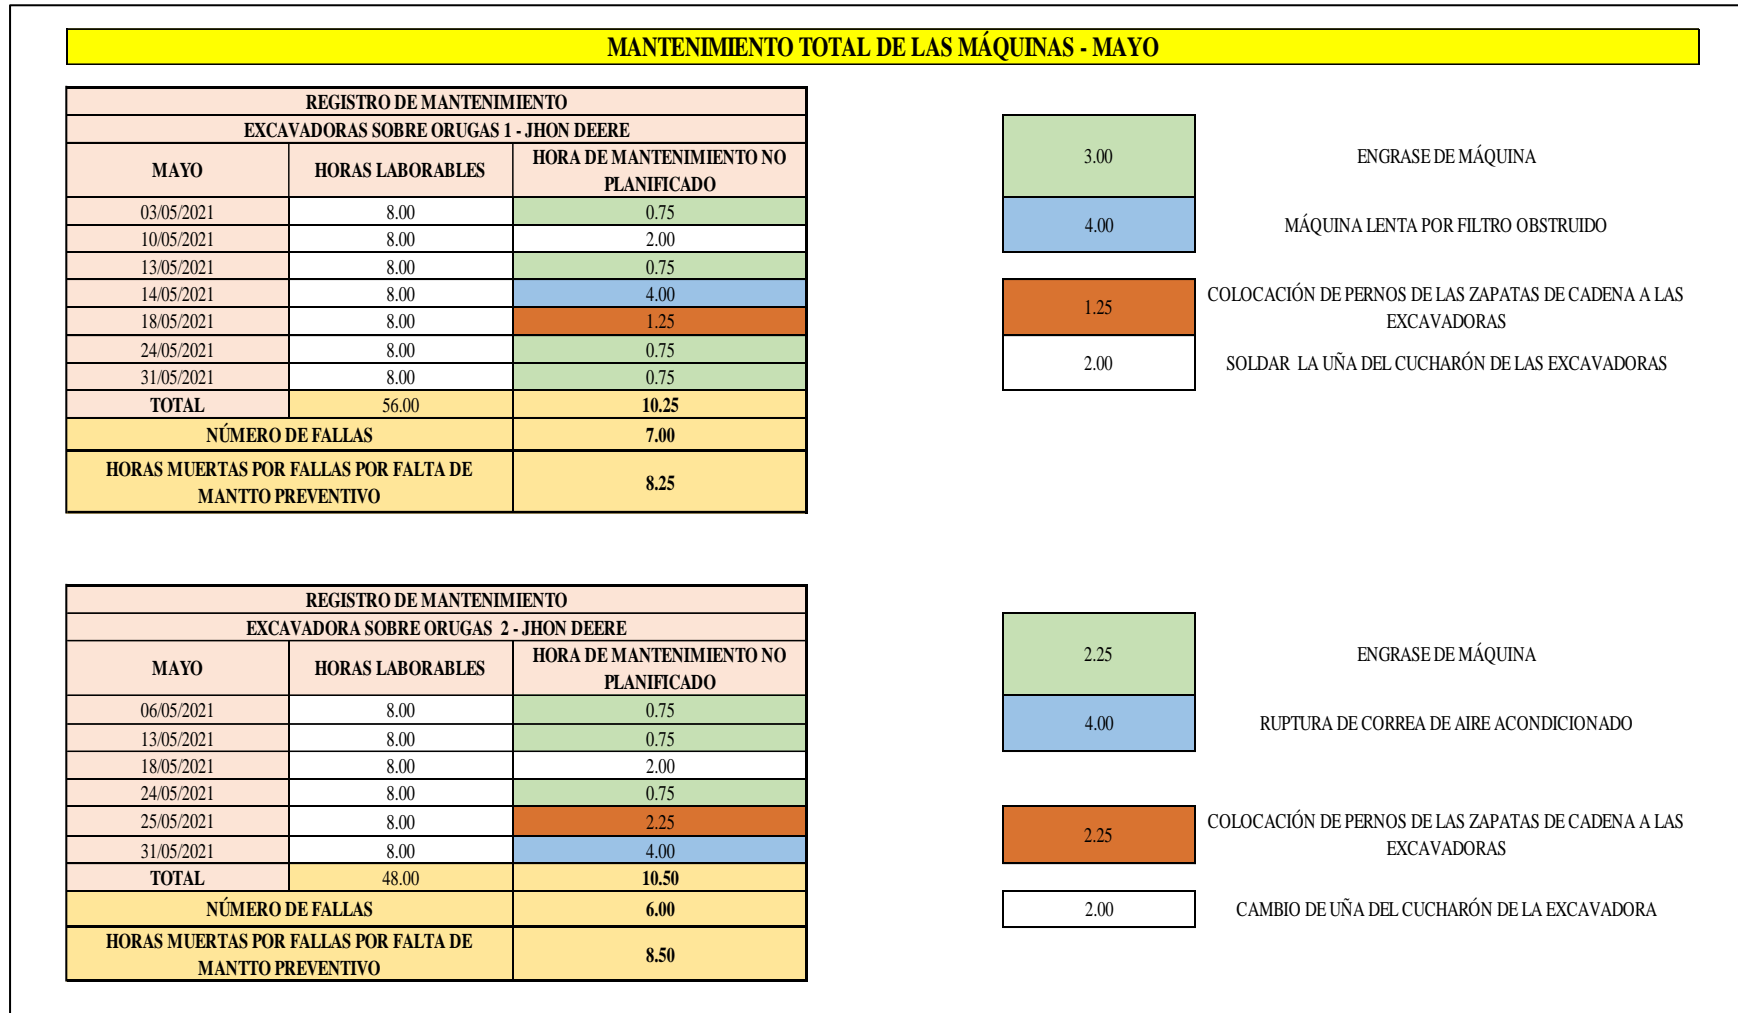 MANTENIMIENTO TOTAL DE LAS MÁQUINAS - MAYO
REGISTRO DE MANTENIMIENTO
EXCAVADORAS SOBRE ORUGAS 1 - JHON DEERE
MAYO HORAS LABORABLES HORA DE MANTENIMIENTO NO
PLANIFICADO
03/05/2021 8.00 0.75
10/05/2021 8.00 2.00
13/05/2021 8.00 0.75
14/05/2021 8.00 4.00
18/05/2021 8.00 1.25
24/05/2021 8.00 0.75
31/05/2021 8.00 0.75
TOTAL 56.00 10.25
NÚMERO DE FALLAS 7.00
HORAS MUERTAS POR FALLAS POR FALTA DE
MANTTO PREVENTIVO 8.25
3.00 ENGRASE DE MÁQUINA
4.00 MÁQUINA LENTA POR FILTRO OBSTRUIDO
1.25 COLOCACIÓN DE PERNOS DE LAS ZAPATAS DE CADENA A LAS
EXCAVADORAS
2.00 SOLDAR LA UÑA DEL CUCHARÓN DE LAS EXCAVADORAS
REGISTRO DE MANTENIMIENTO
EXCAVADORA SOBRE ORUGAS 2 - JHON DEERE
MAYO HORAS LABORABLES HORA DE MANTENIMIENTO NO
PLANIFICADO
06/05/2021 8.00 0.75
13/05/2021 8.00 0.75
18/05/2021 8.00 2.00
24/05/2021 8.00 0.75
25/05/2021 8.00 2.25
31/05/2021 8.00 4.00
TOTAL 48.00 10.50
NÚMERO DE FALLAS 6.00
HORAS MUERTAS POR FALLAS POR FALTA DE
MANTTO PREVENTIVO 8.50
2.25 ENGRASE DE MÁQUINA
4.00 RUPTURA DE CORREA DE AIRE ACONDICIONADO
2.25 COLOCACIÓN DE PERNOS DE LAS ZAPATAS DE CADENA A LAS
EXCAVADORAS
2.00 CAMBIO DE UÑA DEL CUCHARÓN DE LA EXCAVADORA